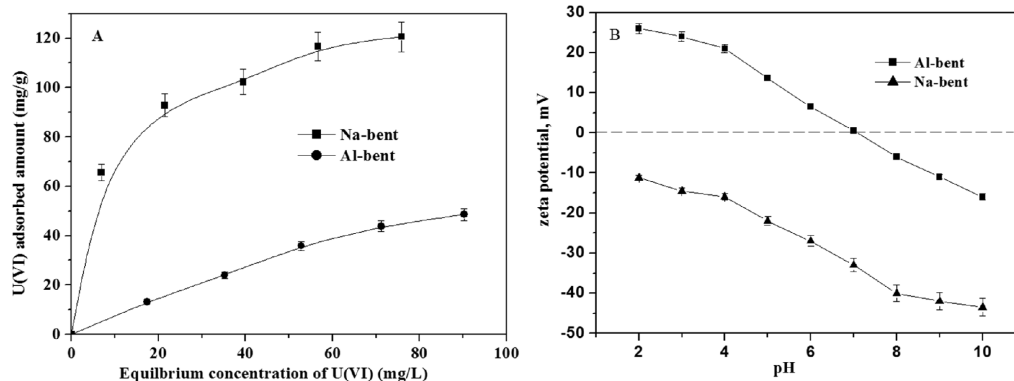 A
U(VI) adsorbed amount (mg/g)
120
100
80
60
40
20
0
Na-bent
Al-bent
0 20 40 60 80 100
Equilbrium concentration of U(VI) (mg/L)
B
zeta potential, mV
30
20
10
0
-10
-20
-30
-40
-50
Al-bent
Na-bent
2 4 6 8 10
pH